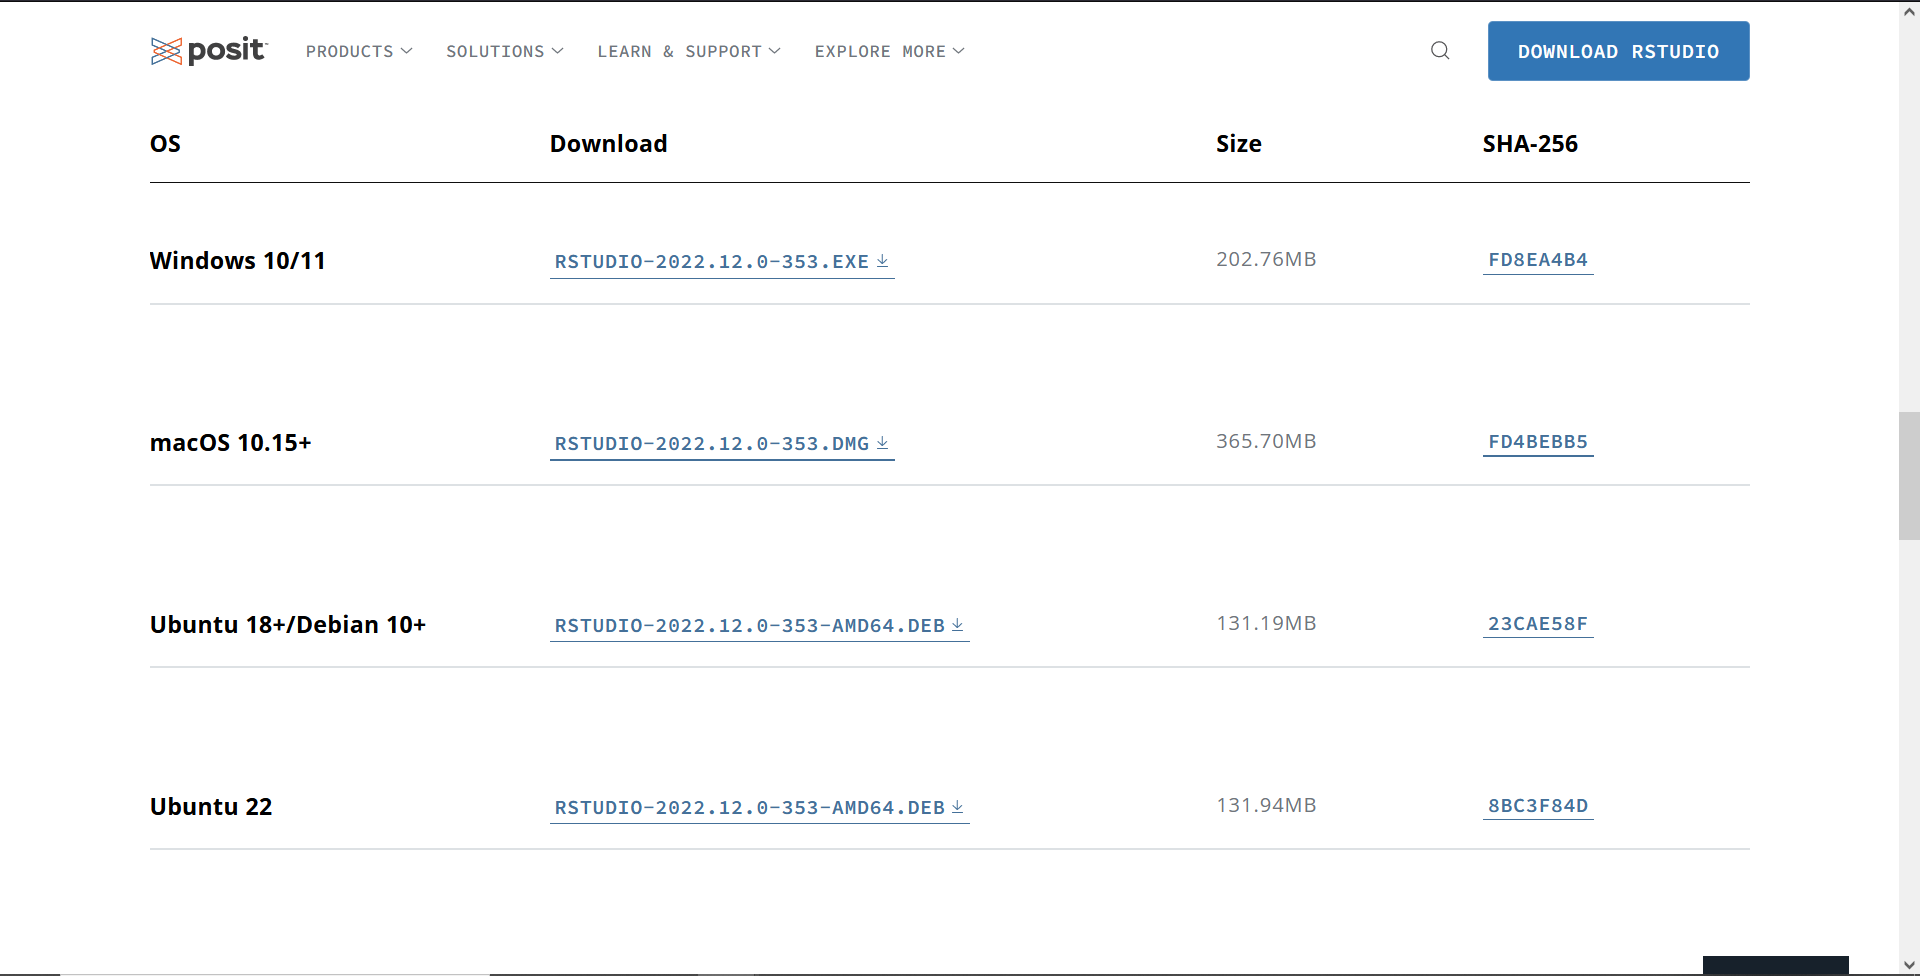 posit PRODUCTS SOLUTIONS LEARN & SUPPORT EXPLORE MORE DOWNLOAD RSTUDIO
OS Download Size SHA-256
Windows 10/11 RSTUDIO-2022.12.0-353.EXE 202.76MB FD8EA4B4
macOS 10.15+ RSTUDIO-2022.12.0-353.DMG 365.70MB FD4BEBB5
Ubuntu 18+/Debian 10+ RSTUDIO-2022.12.0-353-AMD64.DEB 131.19MB 23CAE58F
Ubuntu 22 RSTUDIO-2022.12.0-353-AMD64.DEB 131.94MB 8BC3F84D